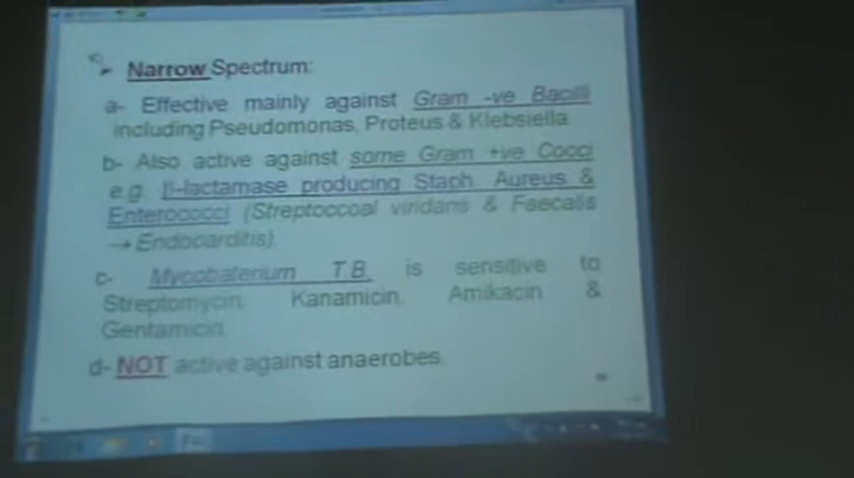 Narrow Spectrum:
a- Effective mainly against Gram -ve Bacilli
including Pseudomonas, Proteus & Klebsiella
b- Also active against some Gram +ve Cocci
e.g. β-lactamase producing Staph. Aureus &
Enterococci (Streptoccoal viridans & Faecalis
→ Endocarditis).
c- Mycobaterium T.B. is sensitive to
Streptomycin, Kanamicin, Amikacin &
Gentamicin.
d- NOT active against anaerobes